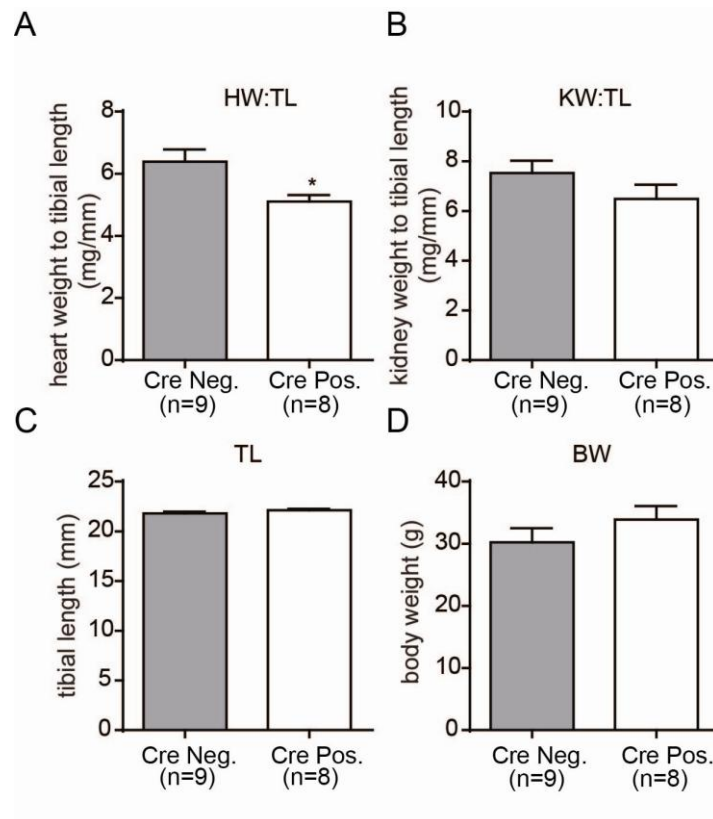 A
HW:TL
heart weight to tibial length
(mg/mm)
8
6
4
2
0
*
Cre Neg.
(n=9)
Cre Pos.
(n=8)
B
KW:TL
kidney weight to tibial length
(mg/mm)
10
8
6
4
2
0
Cre Neg.
(n=9)
Cre Pos.
(n=8)
C
TL
tibial length (mm)
25
20
15
10
5
0
Cre Neg.
(n=9)
Cre Pos.
(n=8)
D
BW
body weight (g)
40
30
20
10
0
Cre Neg.
(n=9)
Cre Pos.
(n=8)